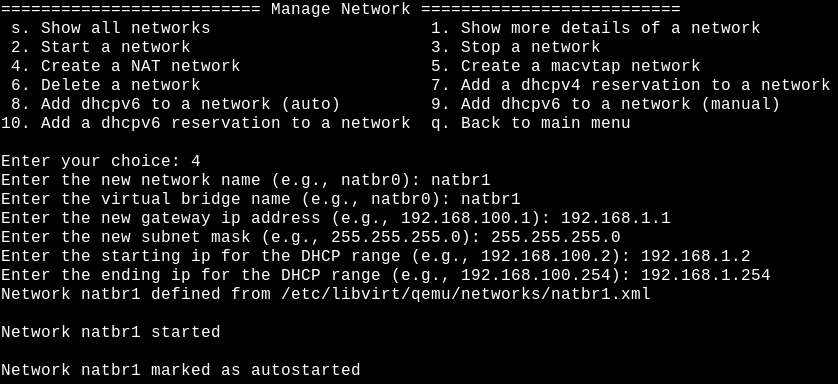 ========================== Manage Network ==========================
 s. Show all networks                      1. Show more details of a network
 2. Start a network                        3. Stop a network
 4. Create a NAT network                   5. Create a macvtap network
 6. Delete a network                       7. Add a dhcpv4 reservation to a network
 8. Add dhcpv6 to a network (auto)         9. Add dhcpv6 to a network (manual)
10. Add a dhcpv6 reservation to a network  q. Back to main menu

Enter your choice: 4
Enter the new network name (e.g., natbr0): natbr1
Enter the virtual bridge name (e.g., natbr0): natbr1
Enter the new gateway ip address (e.g., 192.168.100.1): 192.168.1.1
Enter the new subnet mask (e.g., 255.255.255.0): 255.255.255.0
Enter the starting ip for the DHCP range (e.g., 192.168.100.2): 192.168.1.2
Enter the ending ip for the DHCP range (e.g., 192.168.100.254): 192.168.1.254
Network natbr1 defined from /etc/libvirt/qemu/networks/natbr1.xml

Network natbr1 started

Network natbr1 marked as autostarted